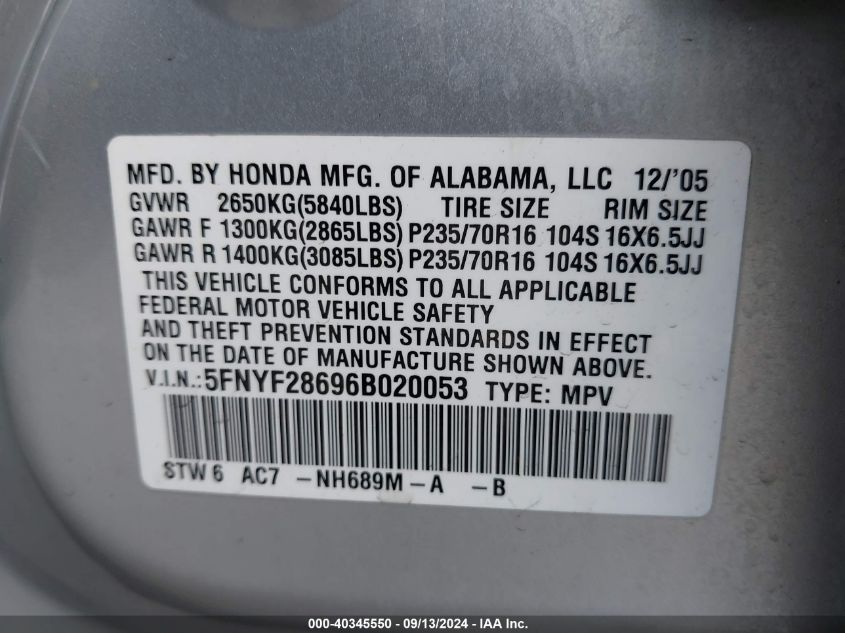 MFD. BY HONDA MFG. OF ALABAMA, LLC 12/'05
GVWR 2650KG(5840LBS) TIRE SIZE RIM SIZE
GAWR F 1300KG(2865LBS) P235/70R16 104S 16X6.5JJ
GAWR R 1400KG(3085LBS) P235/70R16 104S 16X6.5JJ
THIS VEHICLE CONFORMS TO ALL APPLICABLE
FEDERAL MOTOR VEHICLE SAFETY
AND THEFT PREVENTION STANDARDS IN EFFECT
ON THE DATE OF MANUFACTURE SHOWN ABOVE.
V.I.N.: 5FNYF28696B020053 TYPE: MPV
STW6 AC7 -NH689M-A -B
000-40345550 - 09/13/2024 - IAA Inc.